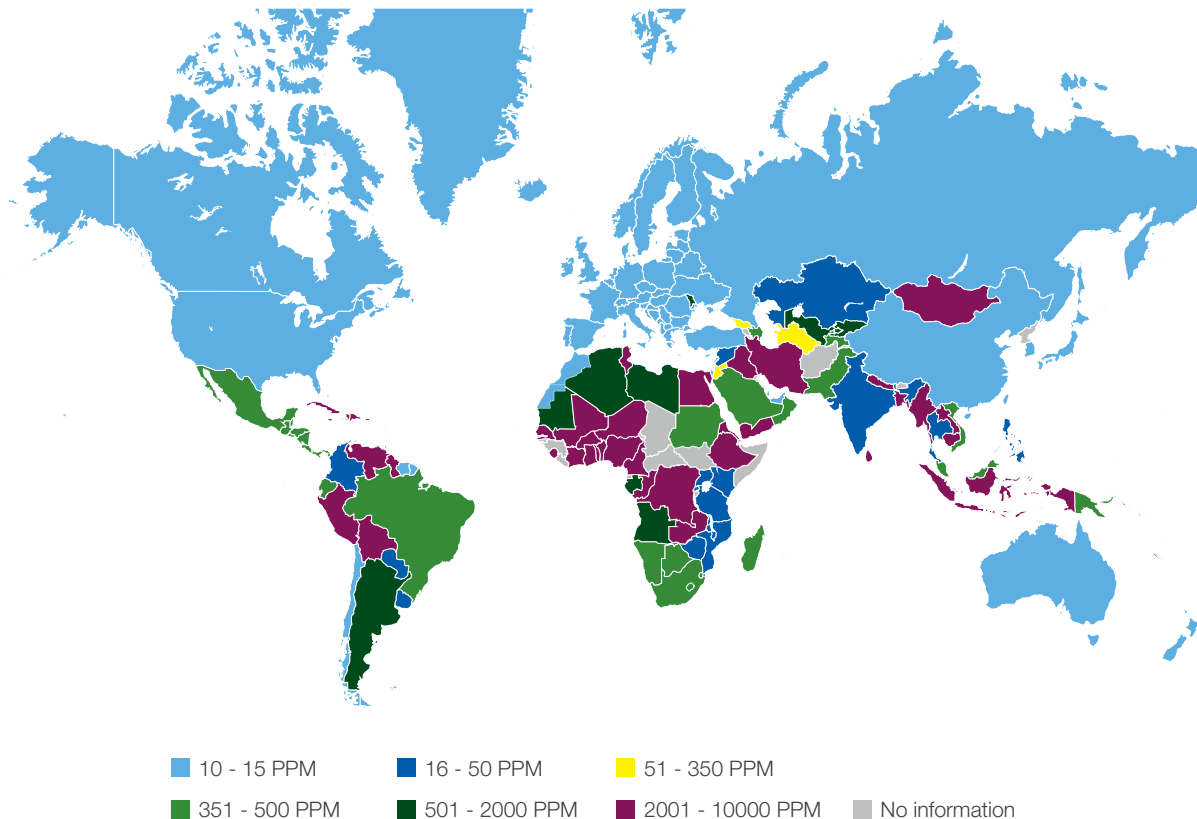 10 - 15 PPM
16 - 50 PPM
51 - 350 PPM
351 - 500 PPM
501 - 2000 PPM
2001 - 10000 PPM
No information